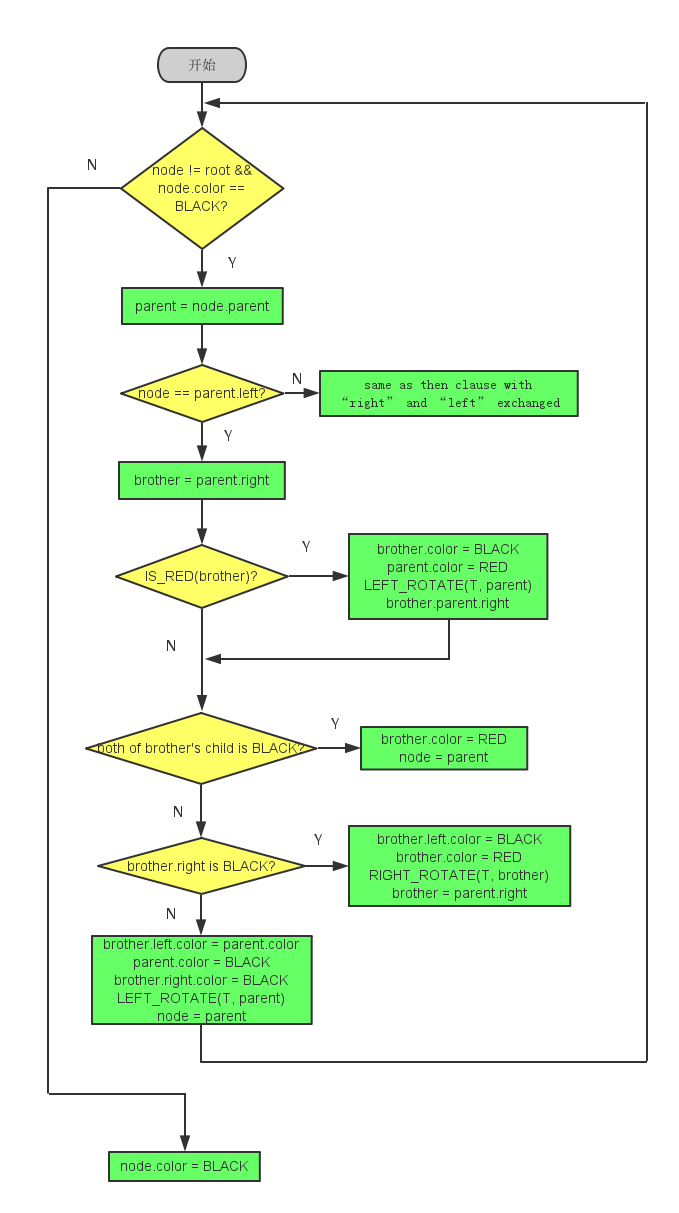 开始
N
node != root &&
node.color ==
BLACK?
Y
parent = node.parent
node == parent.left?
N
same as then clause with
“right” and “left” exchanged
Y
brother = parent.right
IS_RED(brother)?
Y
brother.color = BLACK
parent.color = RED
LEFT_ROTATE(T, parent)
brother.parent.right
N
both of brother's child is BLACK?
Y
brother.color = RED
node = parent
N
brother.right is BLACK?
Y
brother.left.color = BLACK
brother.color = RED
RIGHT_ROTATE(T, brother)
brother = parent.right
N
brother.left.color = parent.color
parent.color = BLACK
brother.right.color = BLACK
LEFT_ROTATE(T, parent)
node = parent
node.color = BLACK